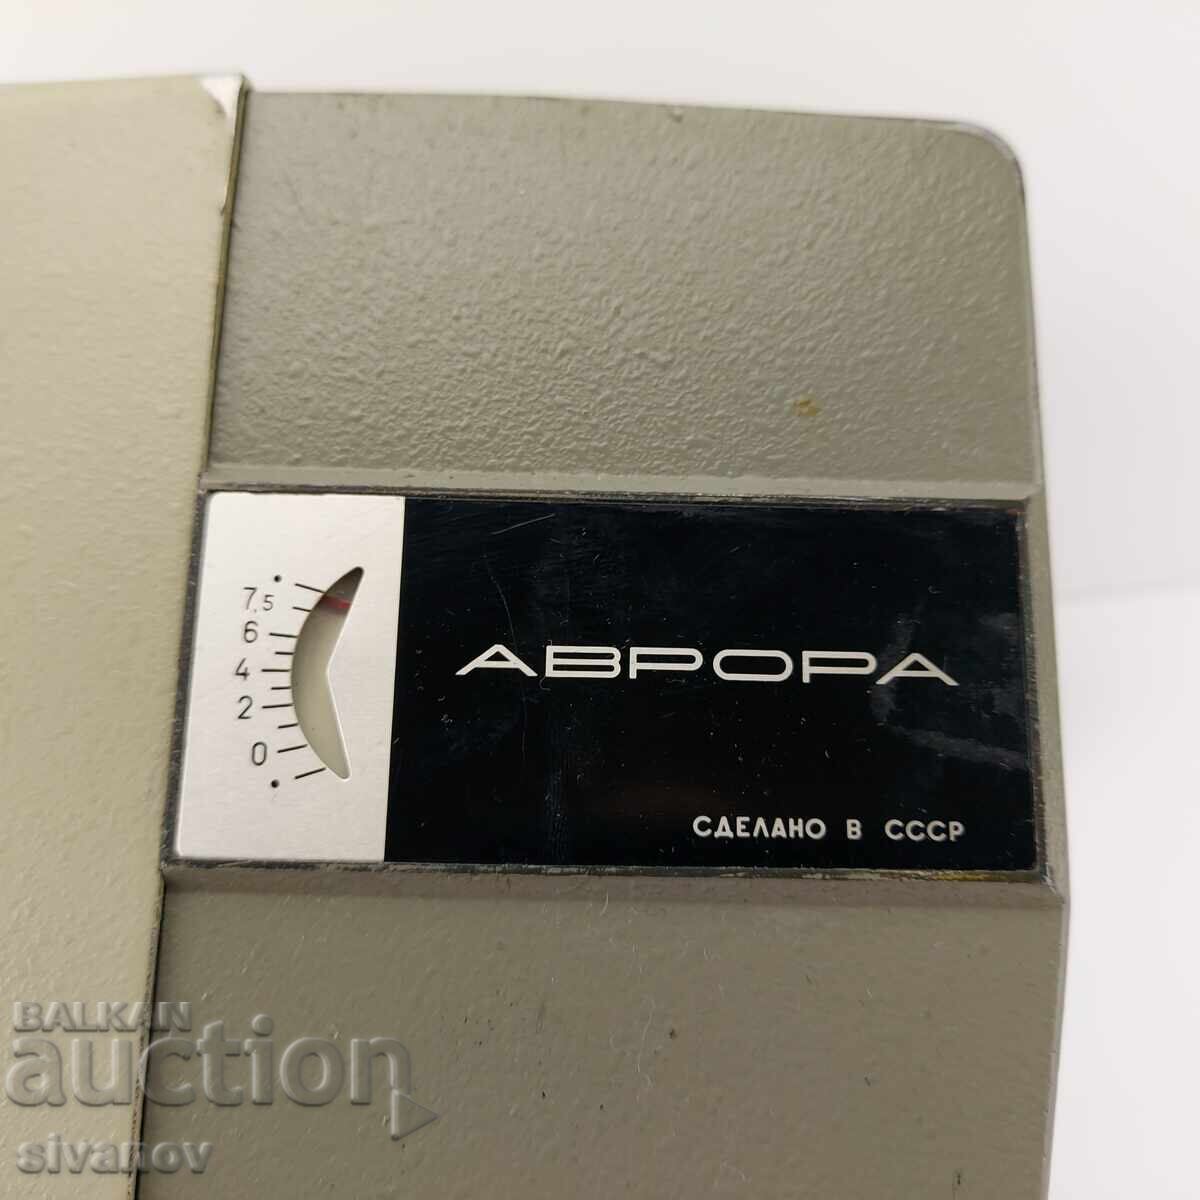 7,5
6
4
2
0
АВРОРА
СДЕЛАНО В СССР
BALKAN
auction
sivanov